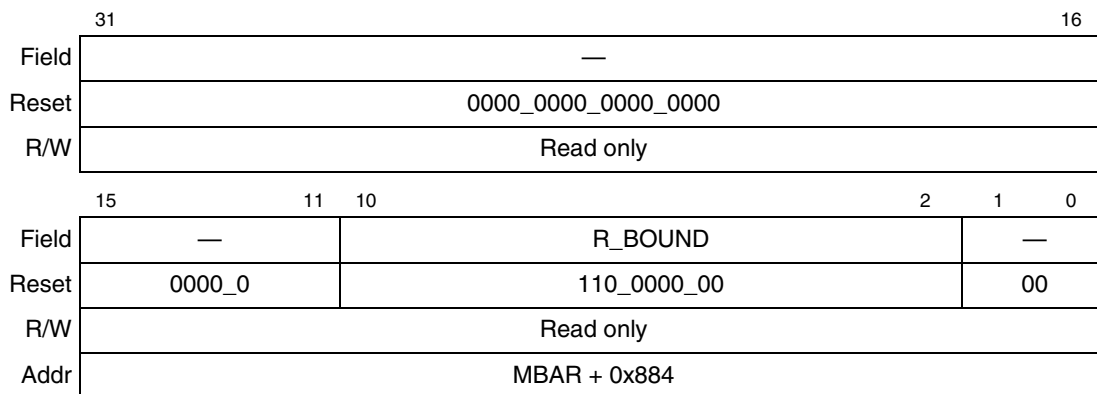 31 16
Field —
Reset 0000_0000_0000_0000
R/W Read only
15 11 10 2 1 0
Field — R_BOUND —
Reset 0000_0 110_0000_00 00
R/W Read only
Addr MBAR + 0x884